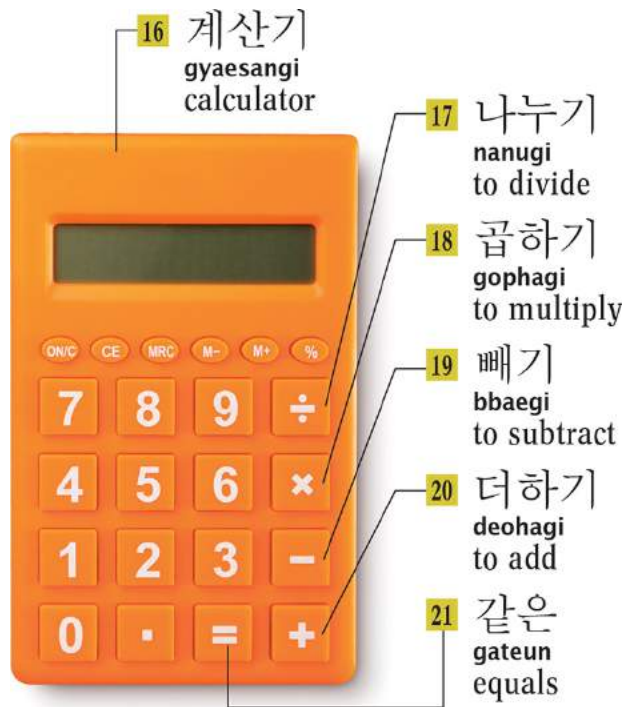 16 계산기
gyaesangi
calculator
17 나누기
nanugi
to divide
18 곱하기
gophagi
to multiply
19 빼기
bbaegi
to subtract
20 더하기
deohagi
to add
21 같은
gateun
equals
ON/C CE MRC M− M+ %
7 8 9 ÷
4 5 6 ×
1 2 3 −
0 . = +